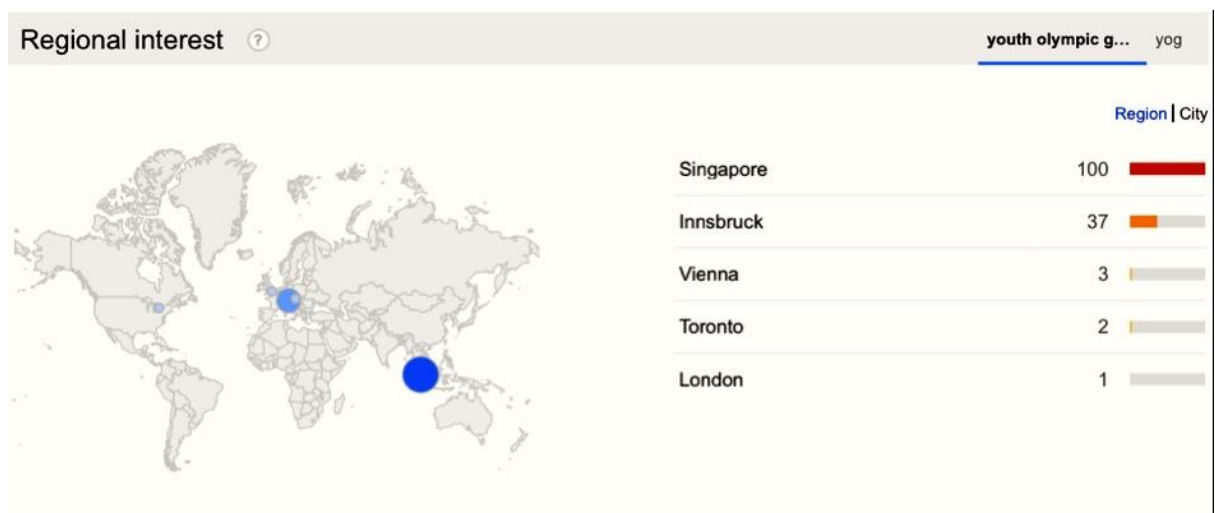 Regional interest ?
youth olympic g... yog
Region | City
Singapore 100
Innsbruck 37
Vienna 3
Toronto 2
London 1